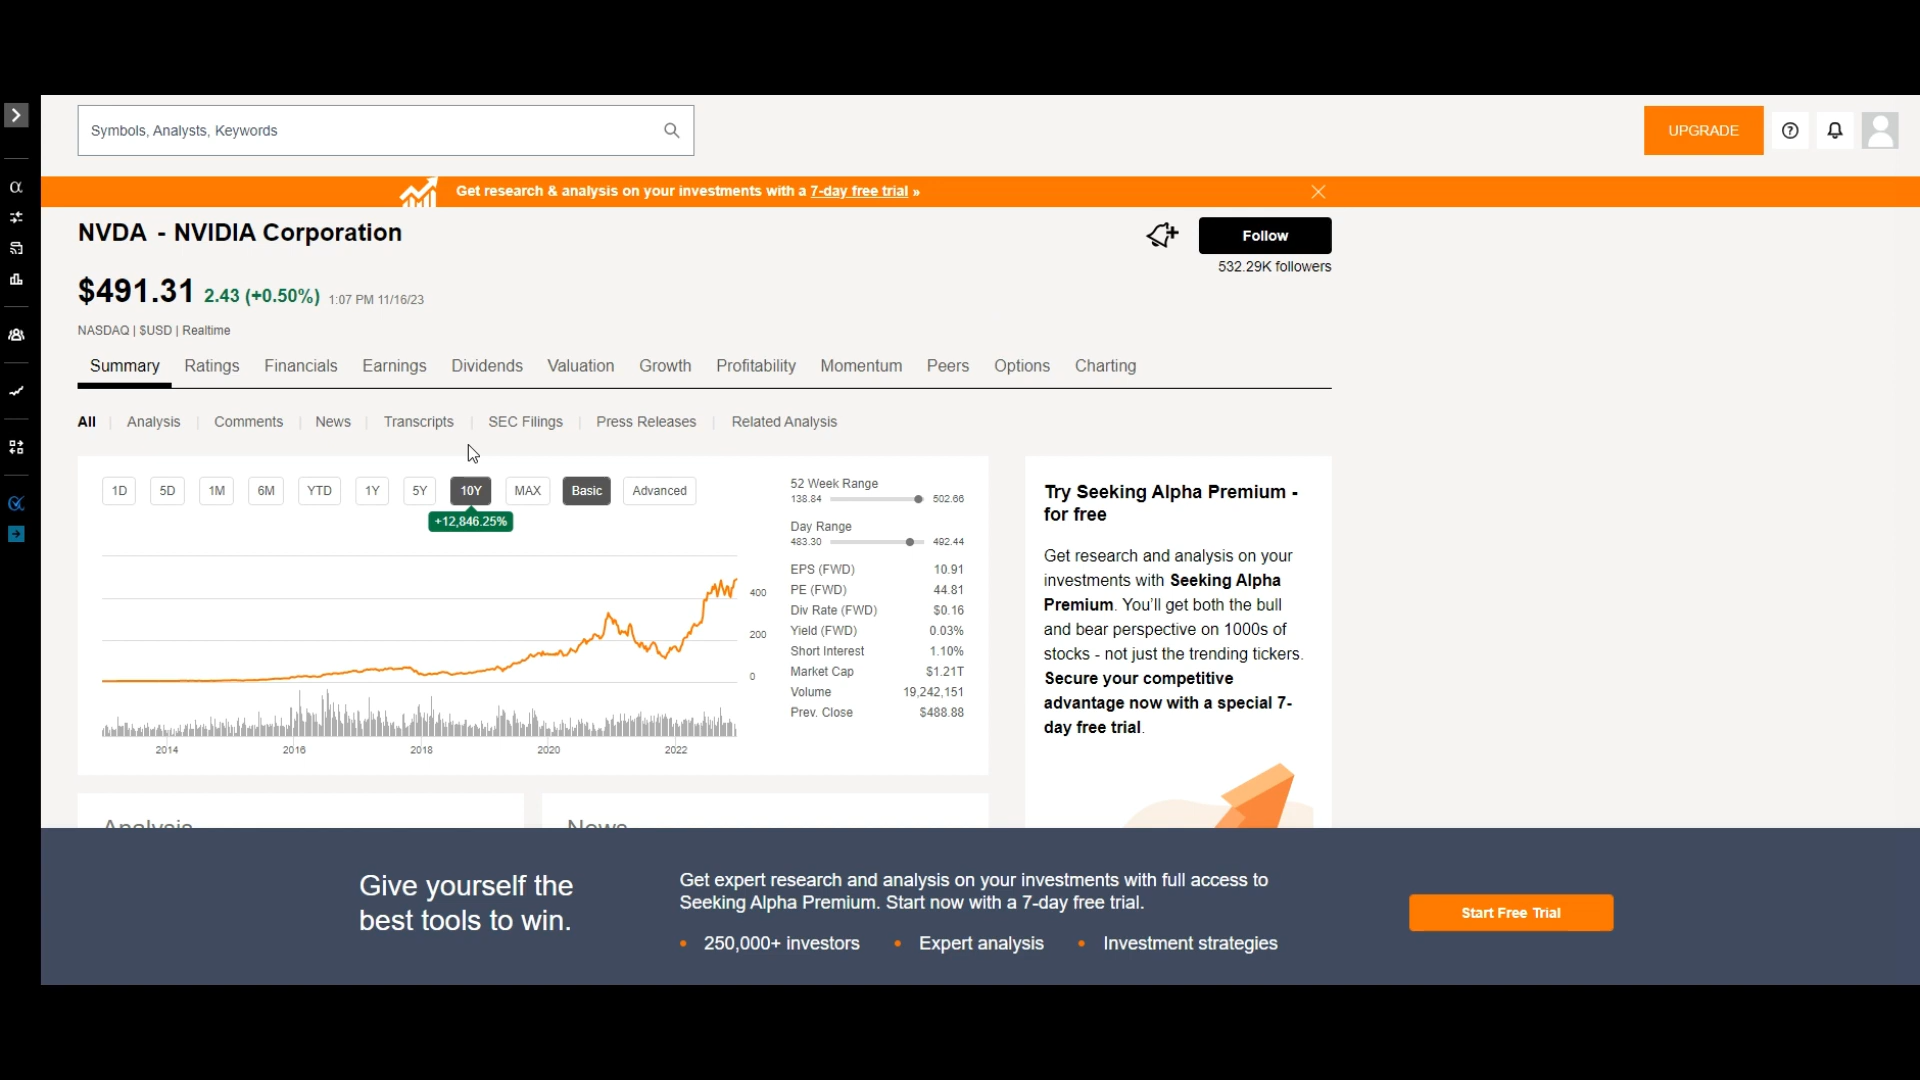 Symbols, Analysts, Keywords
UPGRADE
Get research & analysis on your investments with a 7-day free trial »
NVDA - NVIDIA Corporation
Follow
532.29K followers
$491.31 2.43 (+0.50%) 1:07 PM 11/16/23
NASDAQ | $USD | Realtime
Summary Ratings Financials Earnings Dividends Valuation Growth Profitability Momentum Peers Options Charting
All | Analysis | Comments | News | Transcripts | SEC Filings | Press Releases | Related Analysis
1D 5D 1M 6M YTD 1Y 5Y 10Y MAX Basic Advanced
+12,846.25%
400
200
0
2014 2016 2018 2020 2022
52 Week Range
138.84 502.66
Day Range
483.30 492.44
EPS (FWD) 10.91
PE (FWD) 44.81
Div Rate (FWD) $0.16
Yield (FWD) 0.03%
Short Interest 1.10%
Market Cap $1.21T
Volume 19,242,151
Prev. Close $488.88
Try Seeking Alpha Premium -
for free
Get research and analysis on your
investments with Seeking Alpha
Premium. You'll get both the bull
and bear perspective on 1000s of
stocks - not just the trending tickers.
Secure your competitive
advantage now with a special 7-
day free trial.
Analysis
News
Give yourself the
best tools to win.
Get expert research and analysis on your investments with full access to
Seeking Alpha Premium. Start now with a 7-day free trial.
• 250,000+ investors • Expert analysis • Investment strategies
Start Free Trial